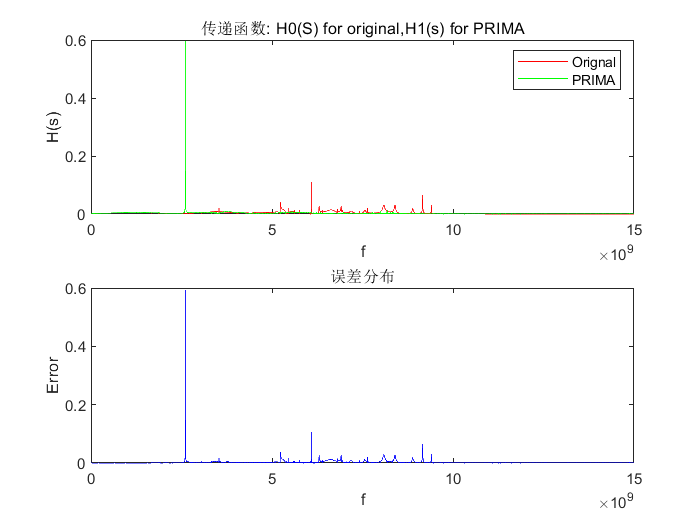 传递函数: H0(S) for original,H1(s) for PRIMA
0.6
0.4
0.2
0
H(s)
Orignal
PRIMA
0 5 10 15
f
×10⁹
误差分布
0.6
0.4
0.2
0
Error
0 5 10 15
f
×10⁹